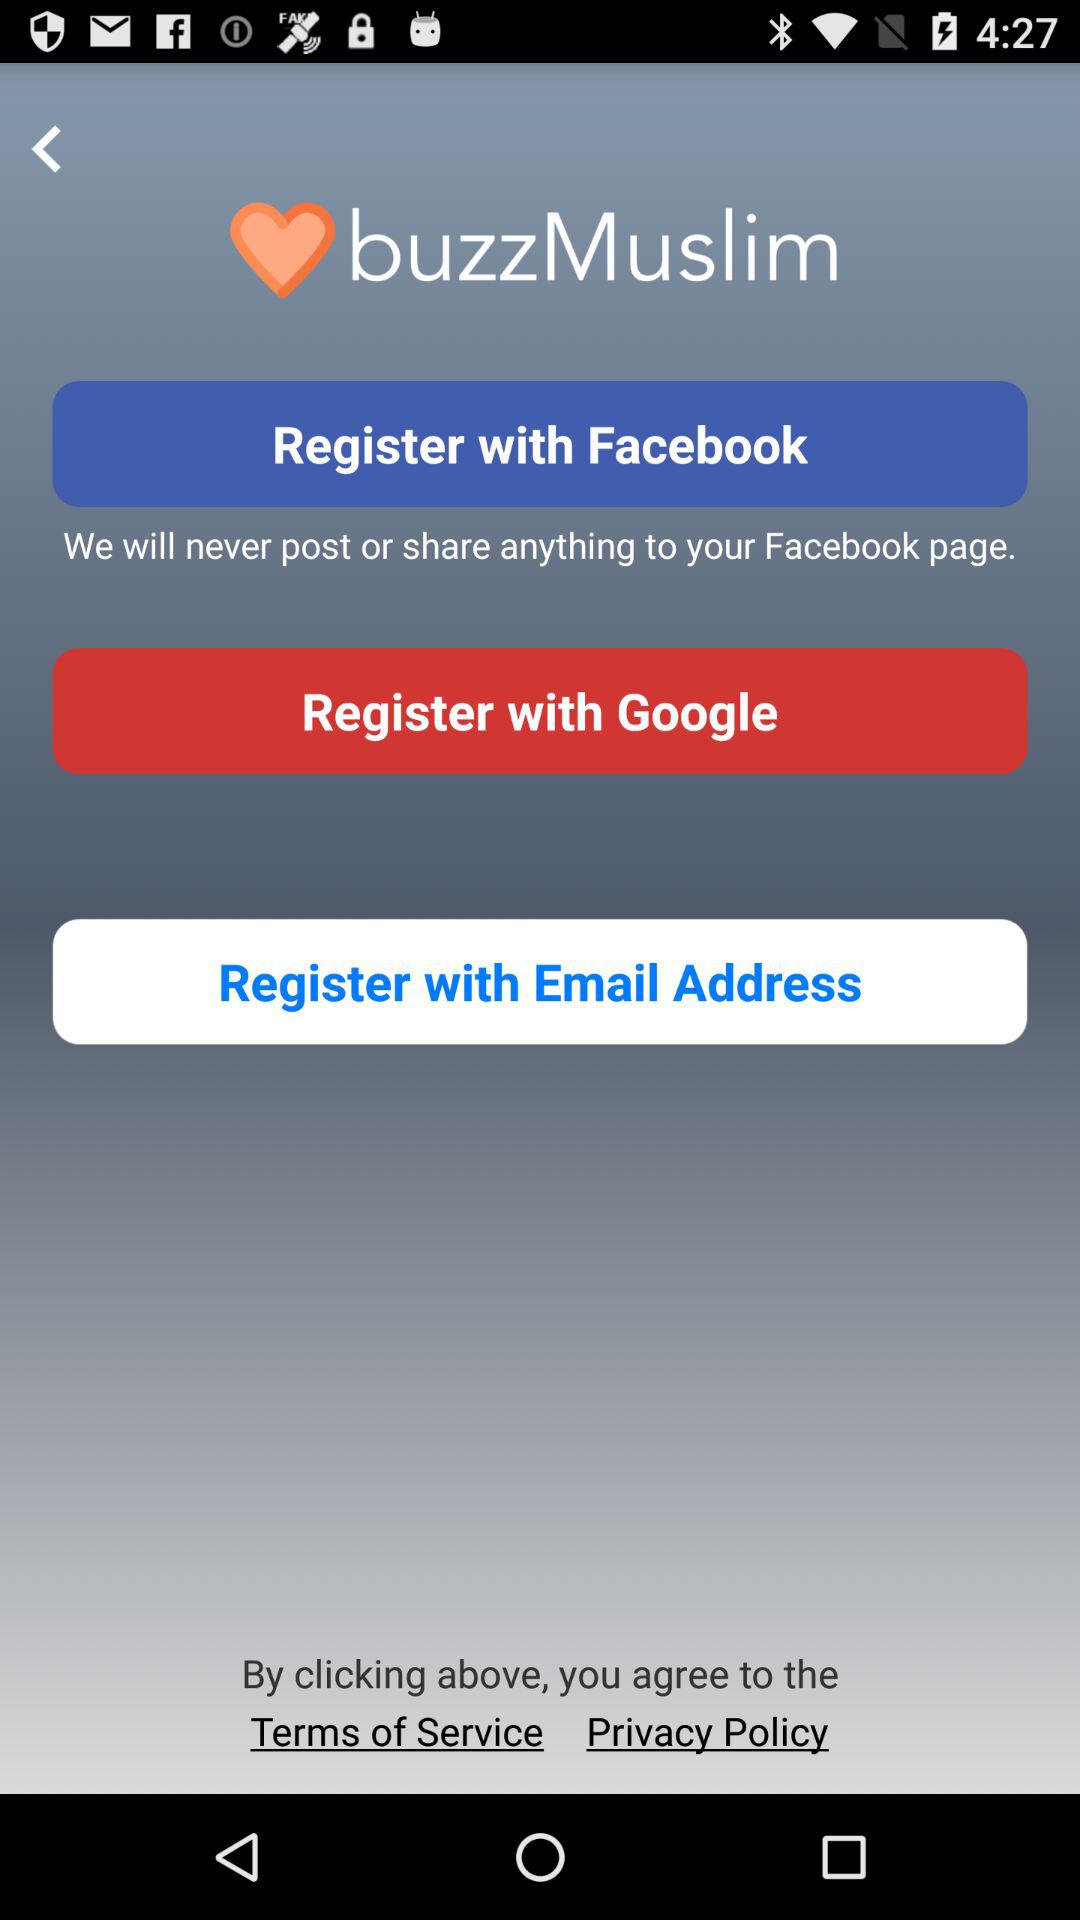 FAKE
4:27
buzzMuslim
Register with Facebook
We will never post or share anything to your Facebook page.
Register with Google
Register with Email Address
By clicking above, you agree to the
Terms of Service Privacy Policy